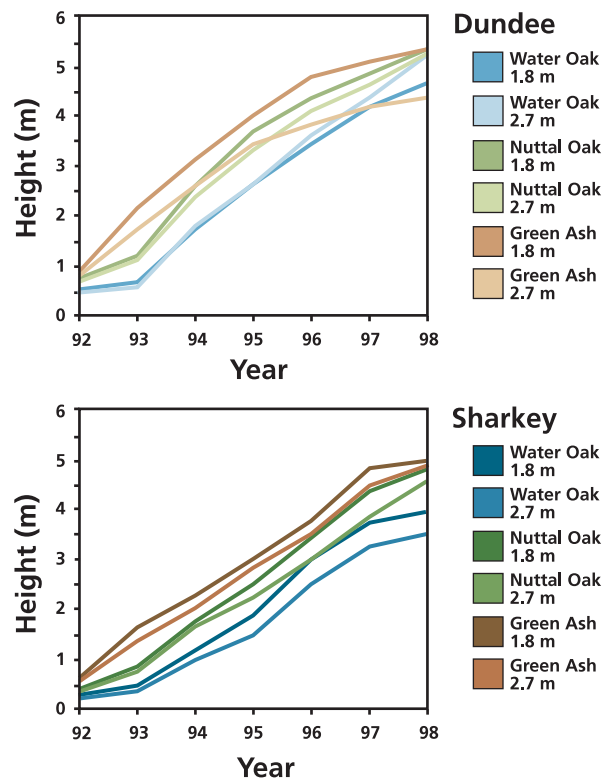 Dundee
6
5
4
3
2
1
0
Height (m)
92 93 94 95 96 97 98
Year
Water Oak
1.8 m
Water Oak
2.7 m
Nuttal Oak
1.8 m
Nuttal Oak
2.7 m
Green Ash
1.8 m
Green Ash
2.7 m
Sharkey
6
5
4
3
2
1
0
Height (m)
92 93 94 95 96 97 98
Year
Water Oak
1.8 m
Water Oak
2.7 m
Nuttal Oak
1.8 m
Nuttal Oak
2.7 m
Green Ash
1.8 m
Green Ash
2.7 m